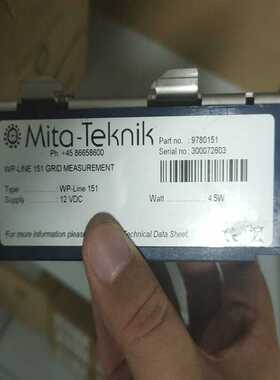 Mita-Teknik
Ph. +45 86658600
Part no. : 9780151
Serial no : 300072603
WP-LINE 151 GRID MEASUREMENT
Type : WP-Line 151
Supply : 12 VDC
Watt : 4.5W
For more information please Technical Data Sheet.